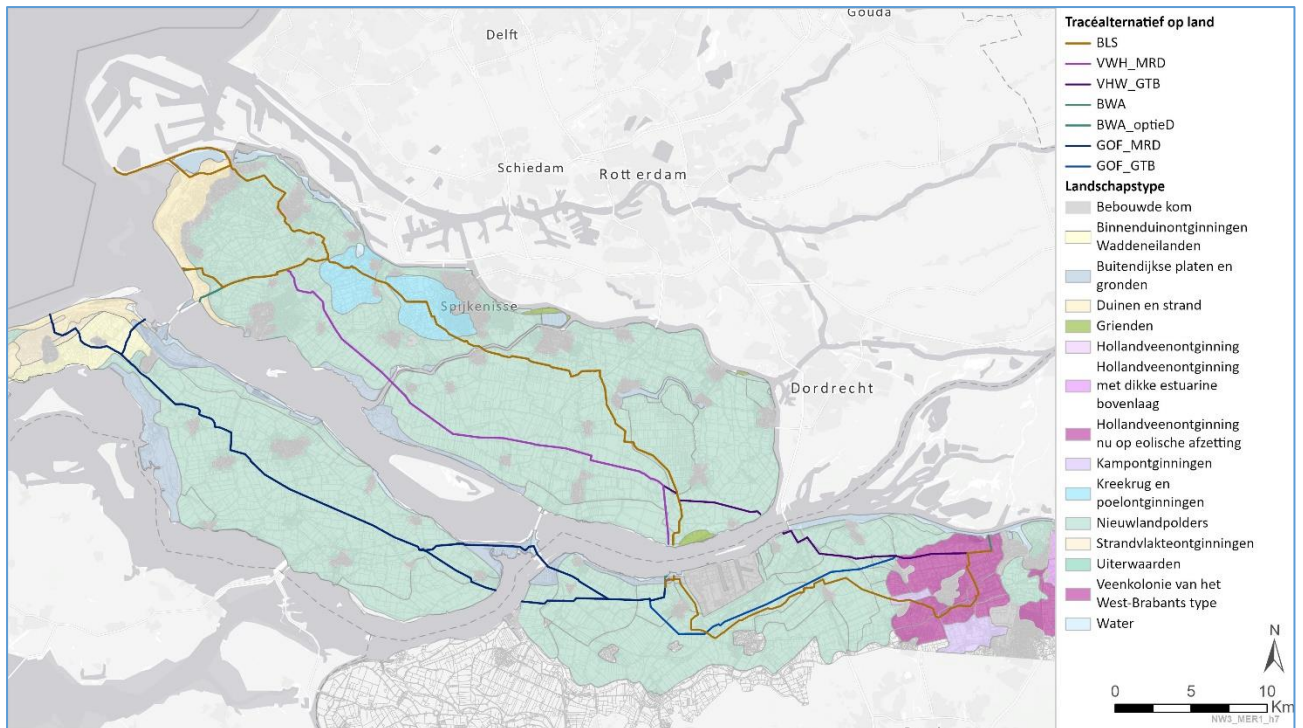 Gouda
Delft
Schiedam
Rotterdam
Spijkenisse
Dordrecht
Tracéalternatief op land
BLS
VWH_MRD
VHW_GTB
BWA
BWA_optieD
GOF_MRD
GOF_GTB
Landschapstype
Bebouwde kom
Binnenduinontginningen
Waddeneilanden
Buitendijkse platen en
gronden
Duinen en strand
Grienden
Hollandveenontginning
Hollandveenontginning
met dikke estuarine
bovenlaag
Hollandveenontginning
nu op eolische afzetting
Kampontginningen
Kreekrug en
poelontginningen
Nieuwlandpolders
Strandvlakteontginningen
Uiterwaarden
Veenkolonie van het
West-Brabants type
Water
N
0 5 10
Km
NW3_MER1_h7